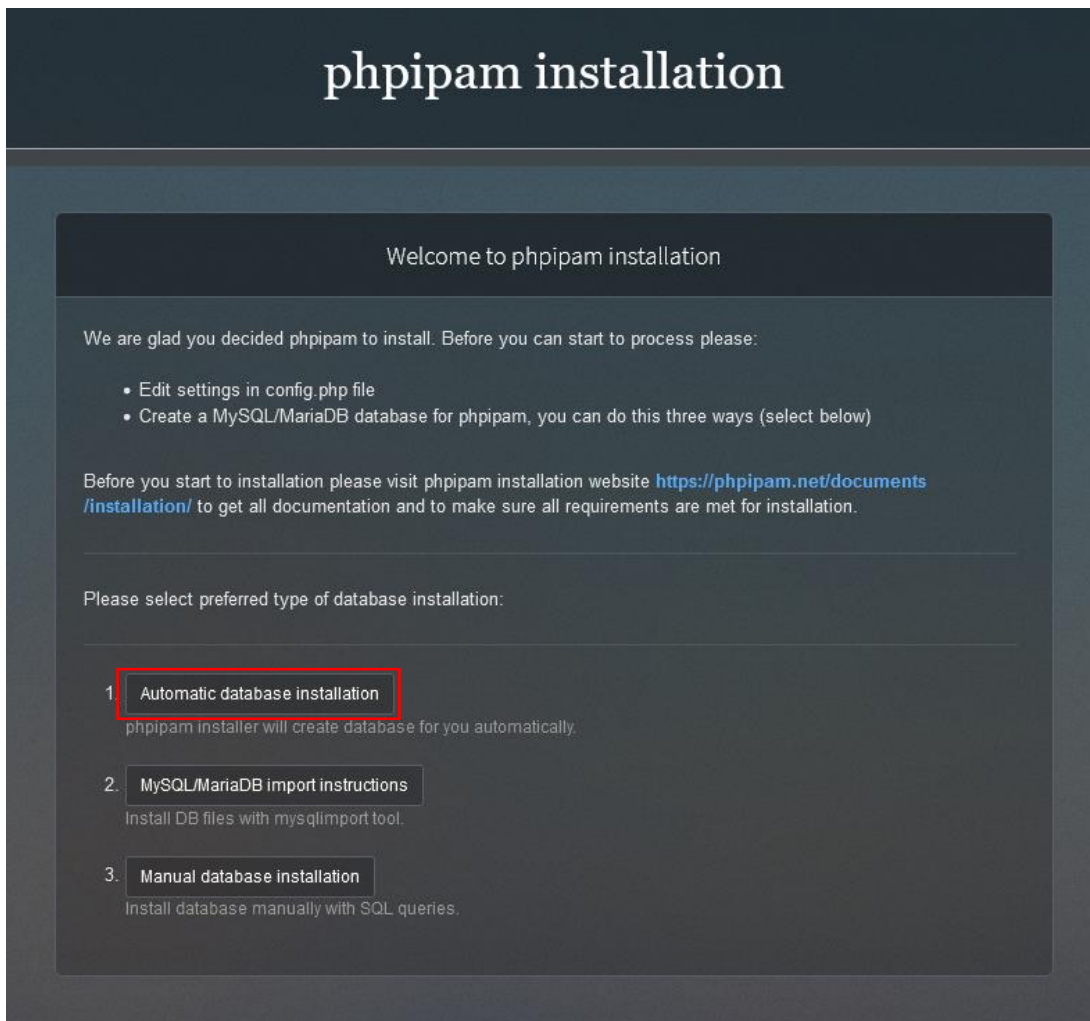 phpipam installation
Welcome to phpipam installation
We are glad you decided phpipam to install. Before you can start to process please:
• Edit settings in config.php file
• Create a MySQL/MariaDB database for phpipam, you can do this three ways (select below)
Before you start to installation please visit phpipam installation website https://phpipam.net/documents
/installation/ to get all documentation and to make sure all requirements are met for installation.
Please select preferred type of database installation:
1. Automatic database installation
phpipam installer will create database for you automatically.
2. MySQL/MariaDB import instructions
Install DB files with mysqlimport tool.
3. Manual database installation
Install database manually with SQL queries.